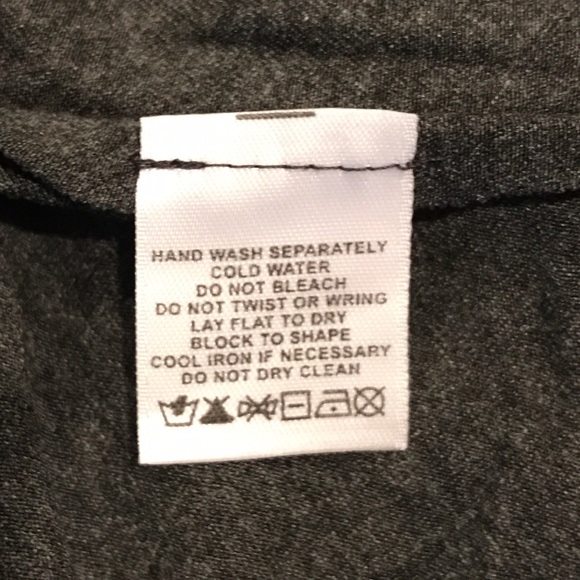 HAND WASH SEPARATELY
COLD WATER
DO NOT BLEACH
DO NOT TWIST OR WRING
LAY FLAT TO DRY
BLOCK TO SHAPE
COOL IRON IF NECESSARY
DO NOT DRY CLEAN